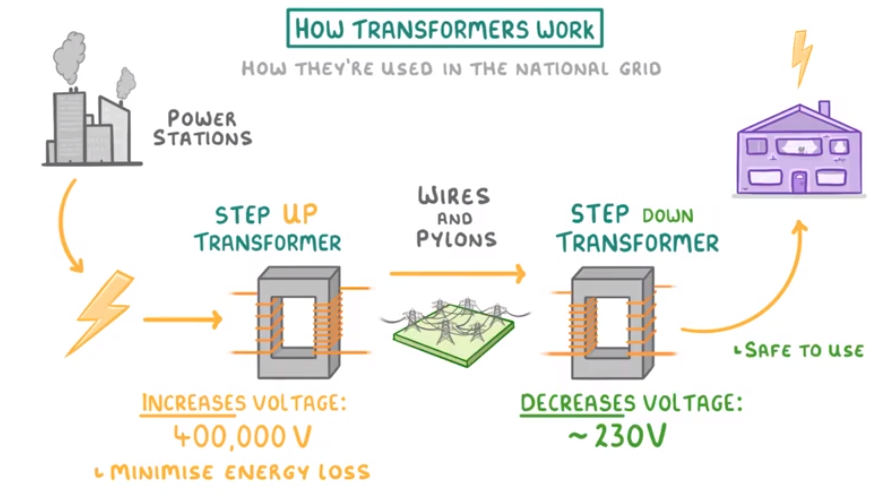 HOW TRANSFORMERS WORK
HOW THEY'RE USED IN THE NATIONAL GRID
POWER
STATIONS
STEP UP
TRANSFORMER
WIRES
AND
PYLONS
STEP DOWN
TRANSFORMER
INCREASES VOLTAGE:
400,000 V
↳ MINIMISE ENERGY LOSS
DECREASES VOLTAGE:
~ 230V
↳ SAFE TO USE